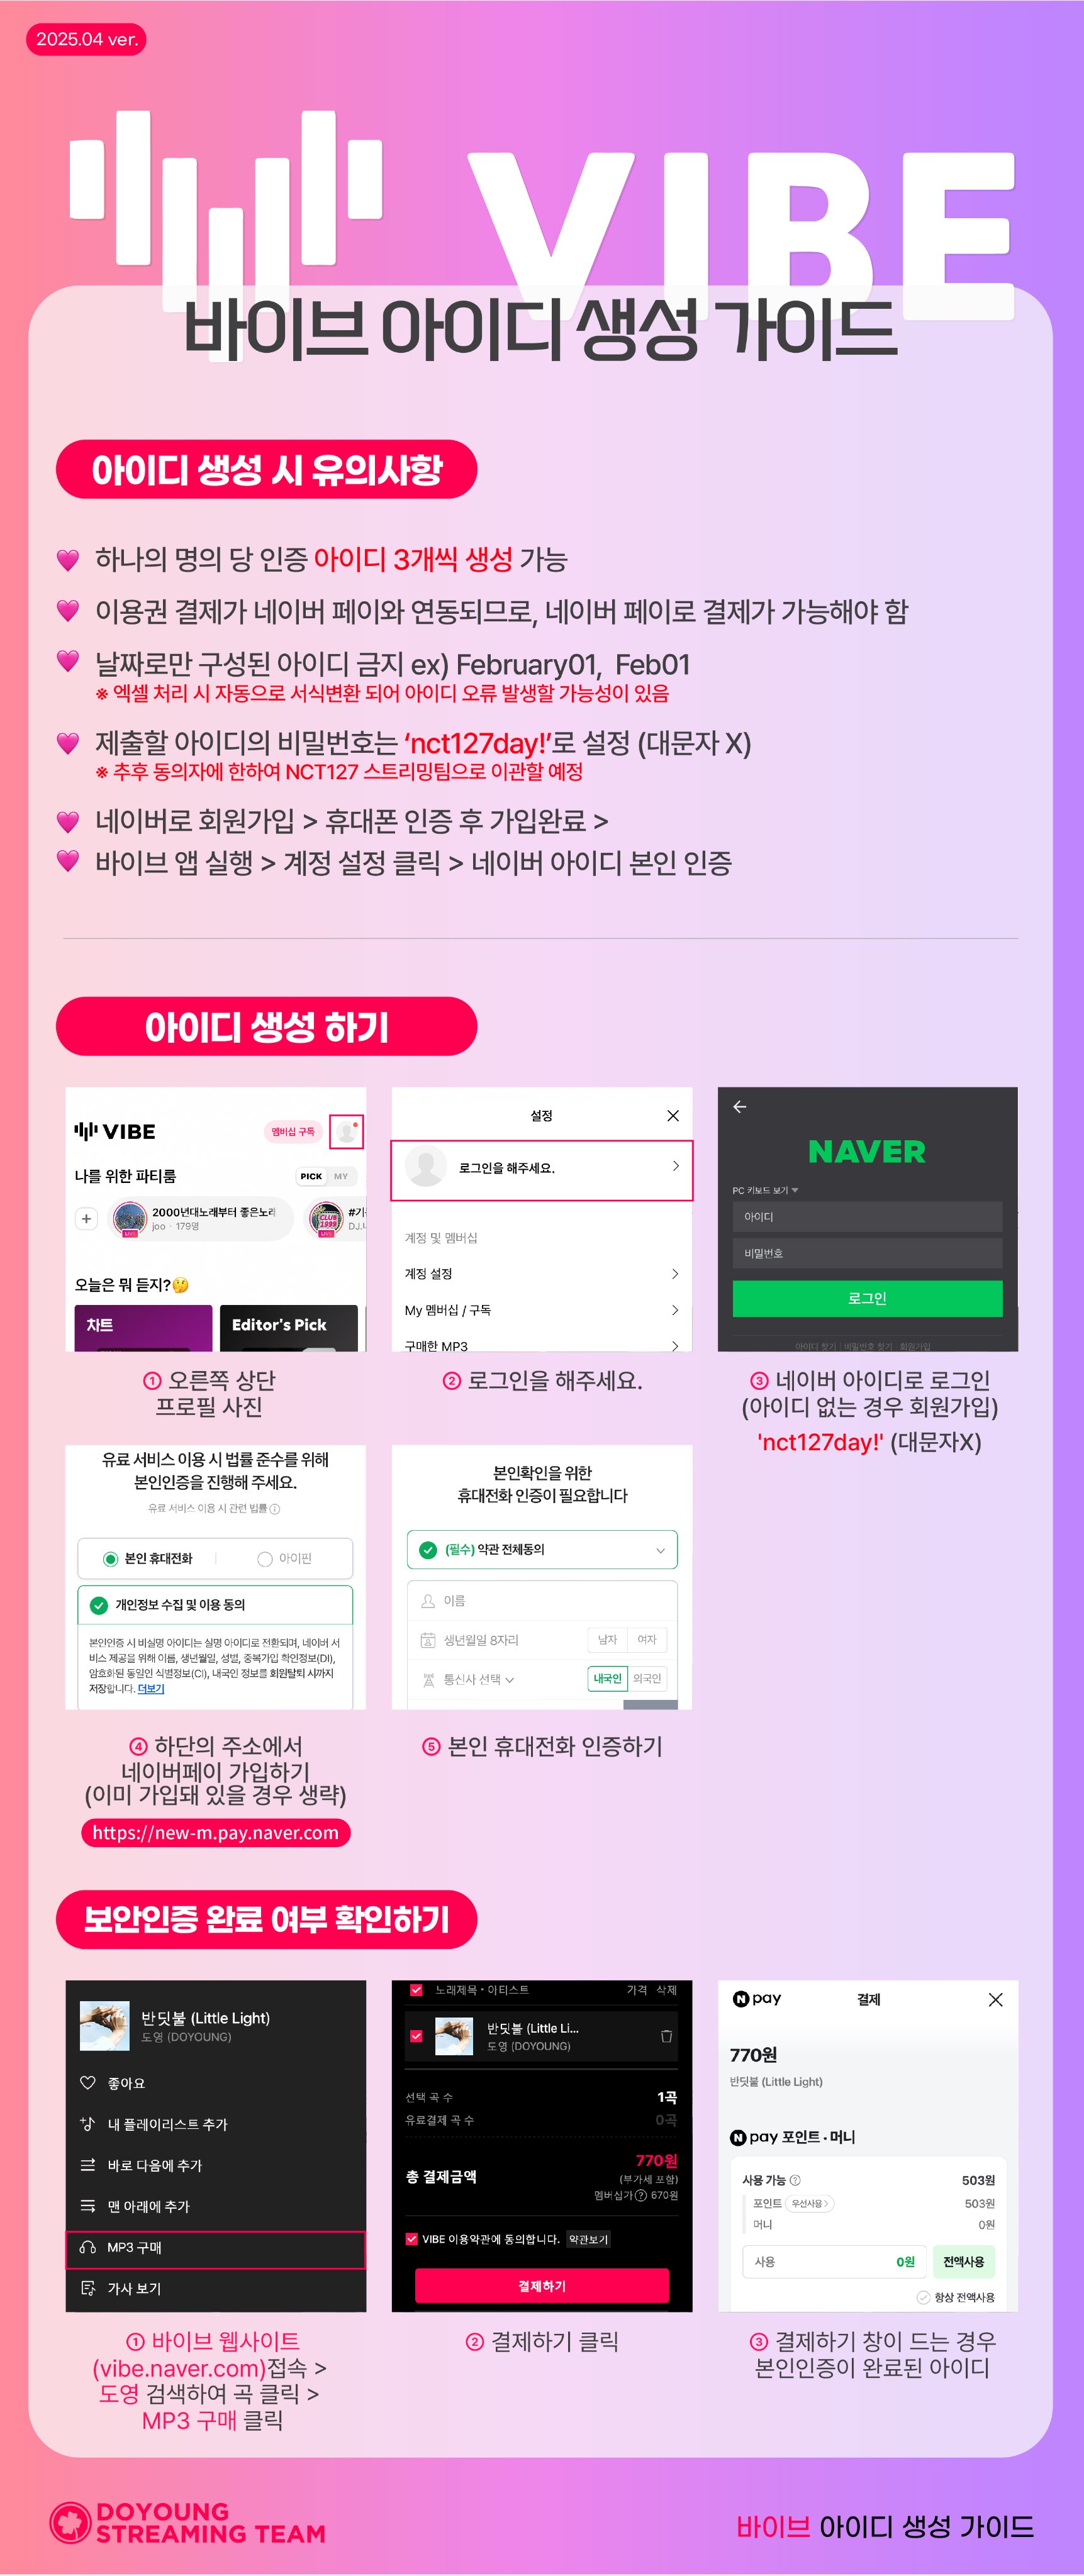 2025.04 ver.
VIBE
바이브 아이디 생성 가이드
아이디 생성 시 유의사항
하나의 명의 당 인증 아이디 3개씩 생성 가능
이용권 결제가 네이버 페이와 연동되므로, 네이버 페이로 결제가 가능해야 함
날짜로만 구성된 아이디 금지 ex) February01, Feb01
※ 엑셀 처리 시 자동으로 서식변환 되어 아이디 오류 발생할 가능성이 있음
제출할 아이디의 비밀번호는 ‘nct127day!’로 설정 (대문자 X)
※ 추후 동의자에 한하여 NCT127 스트리밍팀으로 이관할 예정
네이버로 회원가입 > 휴대폰 인증 후 가입완료 >
바이브 앱 실행 > 계정 설정 클릭 > 네이버 아이디 본인 인증
아이디 생성 하기
VIBE
멤버십 구독
나를 위한 파티룸
PICK MY
2000년대노래부터 좋은노래
joo · 179명
LIVE
CLUB 1999
#기
DJ.
LIVE
오늘은 뭐 듣지?🤔
차트
Editor's Pick
① 오른쪽 상단
프로필 사진
설정
로그인을 해주세요.
계정 및 멤버십
계정 설정
My 멤버십 / 구독
구매한 MP3
② 로그인을 해주세요.
NAVER
PC 키보드 보기 ▼
아이디
비밀번호
로그인
아이디 찾기 | 비밀번호 찾기 회원가입
③ 네이버 아이디로 로그인
(아이디 없는 경우 회원가입)
'nct127day!' (대문자X)
유료 서비스 이용 시 법률 준수를 위해
본인인증을 진행해 주세요.
유료 서비스 이용 시 관련 법률 ⓘ
본인 휴대전화
아이핀
개인정보 수집 및 이용 동의
본인인증 시 비실명 아이디는 실명 아이디로 전환되며, 네이버 서
비스 제공을 위해 이름, 생년월일, 성별, 중복가입 확인정보(DI),
암호화된 동일인 식별정보(CI), 내국인 정보를 회원탈퇴 시까지
저장합니다. 더보기
④ 하단의 주소에서
네이버페이 가입하기
(이미 가입돼 있을 경우 생략)
https://new-m.pay.naver.com
본인확인을 위한
휴대전화 인증이 필요합니다
(필수) 약관 전체동의
이름
생년월일 8자리
남자 여자
통신사 선택
내국인 외국인
⑤ 본인 휴대전화 인증하기
보안인증 완료 여부 확인하기
반딧불 (Little Light)
도영 (DOYOUNG)
좋아요
내 플레이리스트 추가
바로 다음에 추가
맨 아래에 추가
MP3 구매
가사 보기
① 바이브 웹사이트
(vibe.naver.com)접속 >
도영 검색하여 곡 클릭 >
MP3 구매 클릭
노래제목 · 아티스트 가격 삭제
반딧불 (Little Li...
도영 (DOYOUNG)
선택 곡 수 1곡
유료결제 곡 수 0곡
총 결제금액 770원
(부가세 포함)
멤버십가 ? 670원
VIBE 이용약관에 동의합니다. 약관보기
결제하기
② 결제하기 클릭
N pay 결제
770원
반딧불 (Little Light)
N pay 포인트 · 머니
사용 가능 ? 503원
포인트 우선사용 > 503원
머니 0원
사용 0원 전액사용
항상 전액사용
③ 결제하기 창이 드는 경우
본인인증이 완료된 아이디
DOYOUNG
STREAMING TEAM
바이브 아이디 생성 가이드